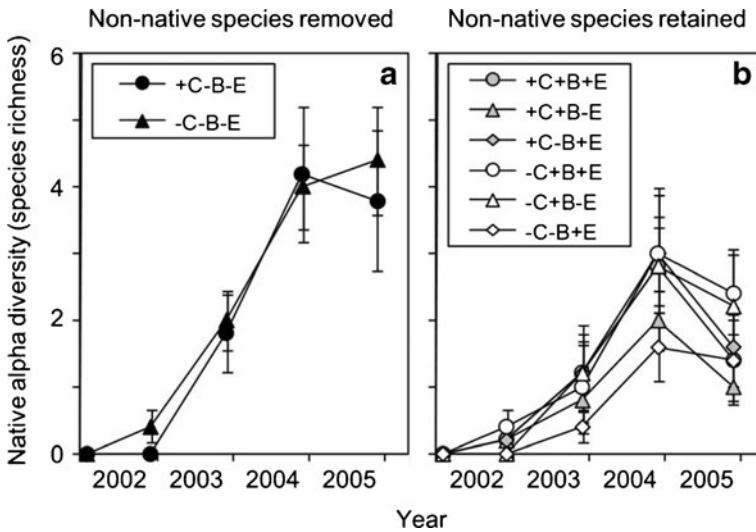 Non-native species removed
Non-native species retained
Native alpha diversity (species richness)
6
4
2
0
a
+C-B-E
-C-B-E
2002 2003 2004 2005
b
+C+B+E
+C+B-E
+C-B+E
-C+B+E
-C+B-E
-C-B+E
2002 2003 2004 2005
Year